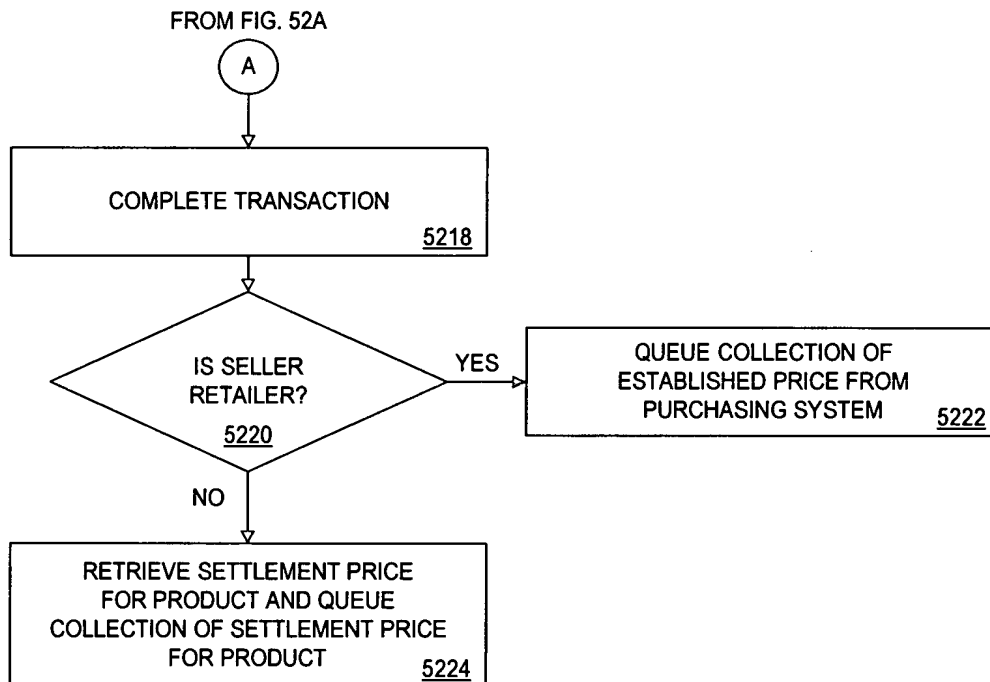 FROM FIG. 52A
A
COMPLETE TRANSACTION
5218
IS SELLER
RETAILER?
5220
YES
QUEUE COLLECTION OF
ESTABLISHED PRICE FROM
PURCHASING SYSTEM
5222
NO
RETRIEVE SETTLEMENT PRICE
FOR PRODUCT AND QUEUE
COLLECTION OF SETTLEMENT PRICE
FOR PRODUCT
5224